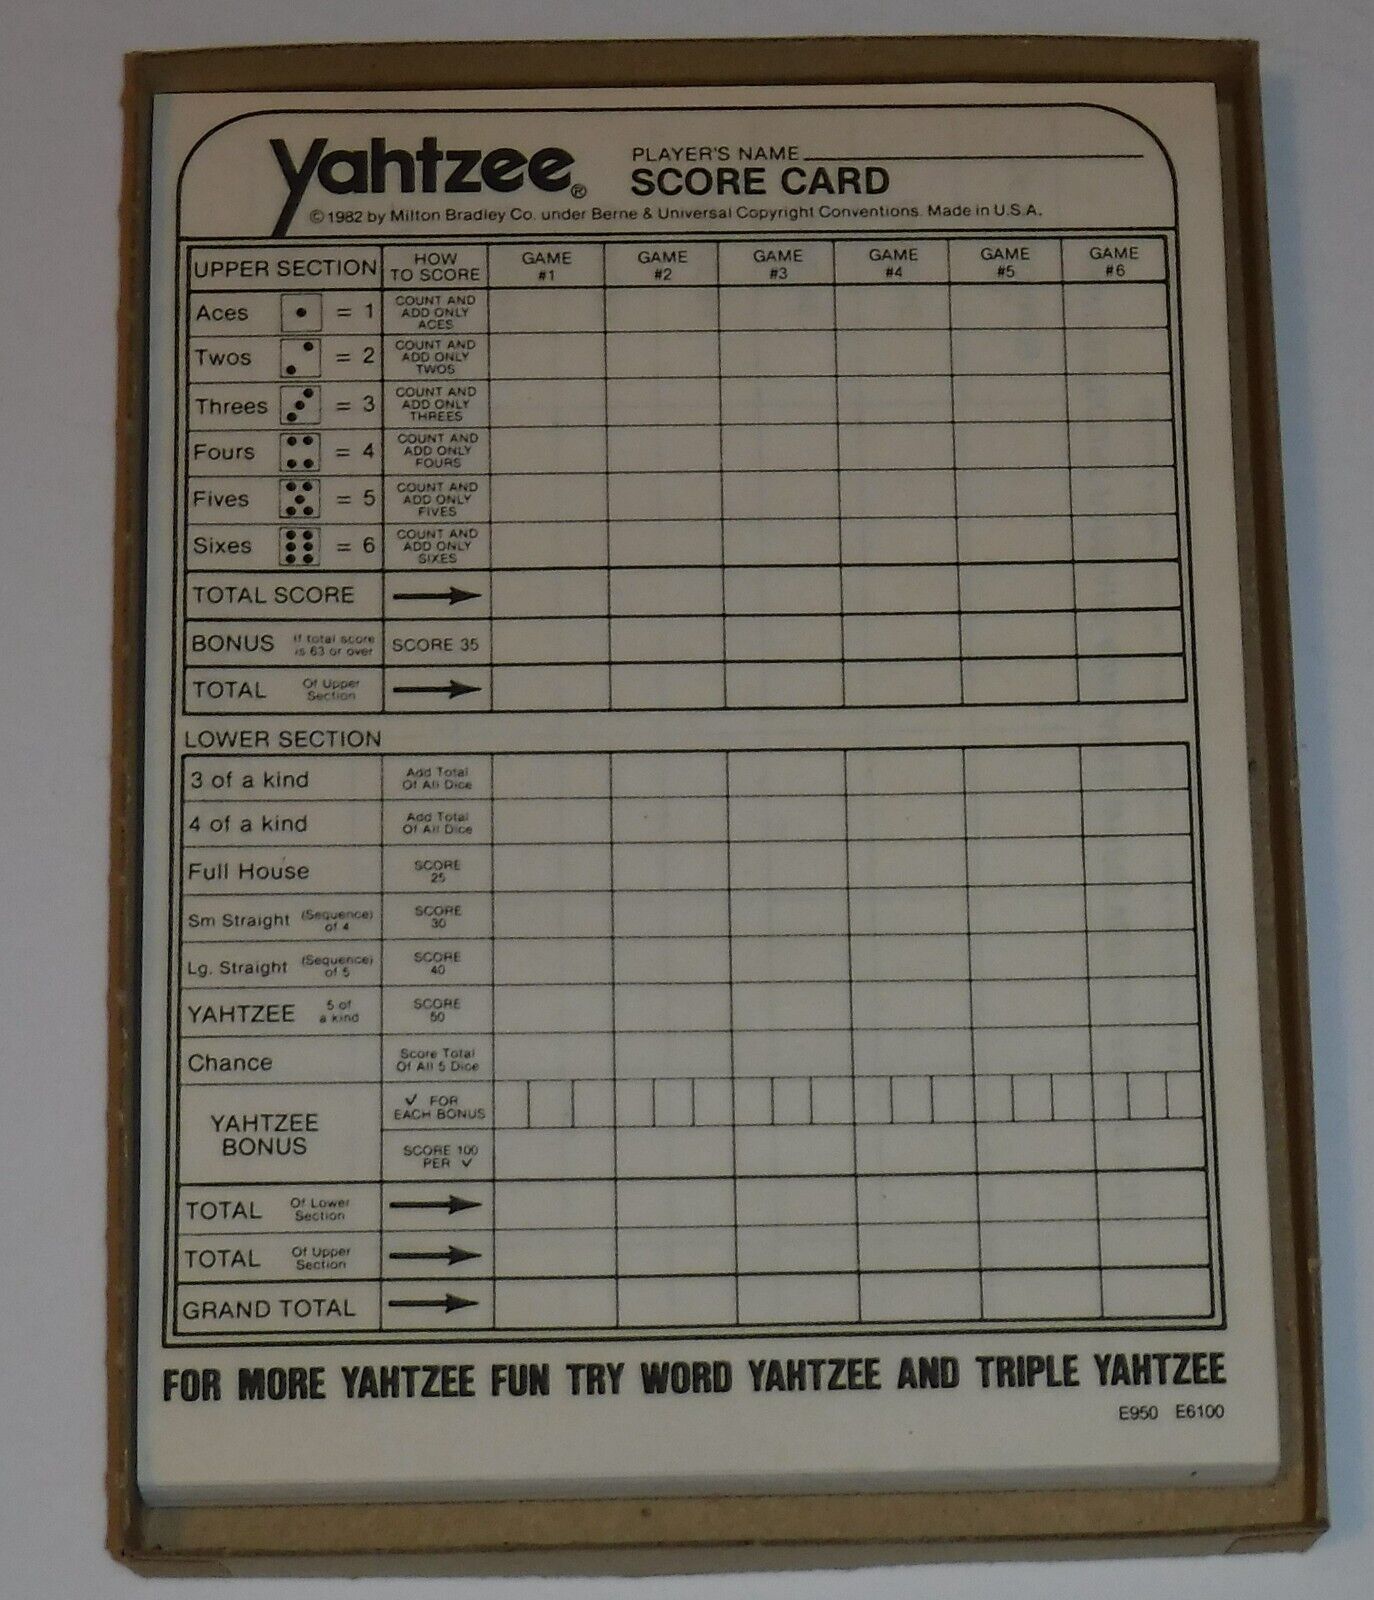 Yahtzee®
PLAYER'S NAME
SCORE CARD
©1982 by Milton Bradley Co. under Berne & Universal Copyright Conventions. Made in U.S.A.
UPPER SECTION HOW TO SCORE GAME #1 GAME #2 GAME #3 GAME #4 GAME #5 GAME #6
Aces = 1 COUNT AND ADD ONLY ACES
Twos = 2 COUNT AND ADD ONLY TWOS
Threes = 3 COUNT AND ADD ONLY THREES
Fours = 4 COUNT AND ADD ONLY FOURS
Fives = 5 COUNT AND ADD ONLY FIVES
Sixes = 6 COUNT AND ADD ONLY SIXES
TOTAL SCORE
BONUS If total score is 63 or over SCORE 35
TOTAL Of Upper Section
LOWER SECTION
3 of a kind Add Total Of All Dice
4 of a kind Add Total Of All Dice
Full House SCORE 25
Sm Straight (Sequence) of 4 SCORE 30
Lg. Straight (Sequence) of 5 SCORE 40
YAHTZEE 5 of a kind SCORE 50
Chance Score Total Of All 5 Dice
YAHTZEE BONUS ✓ FOR EACH BONUS
SCORE 100 PER ✓
TOTAL Of Lower Section
TOTAL Of Upper Section
GRAND TOTAL
FOR MORE YAHTZEE FUN TRY WORD YAHTZEE AND TRIPLE YAHTZEE
E950 E6100